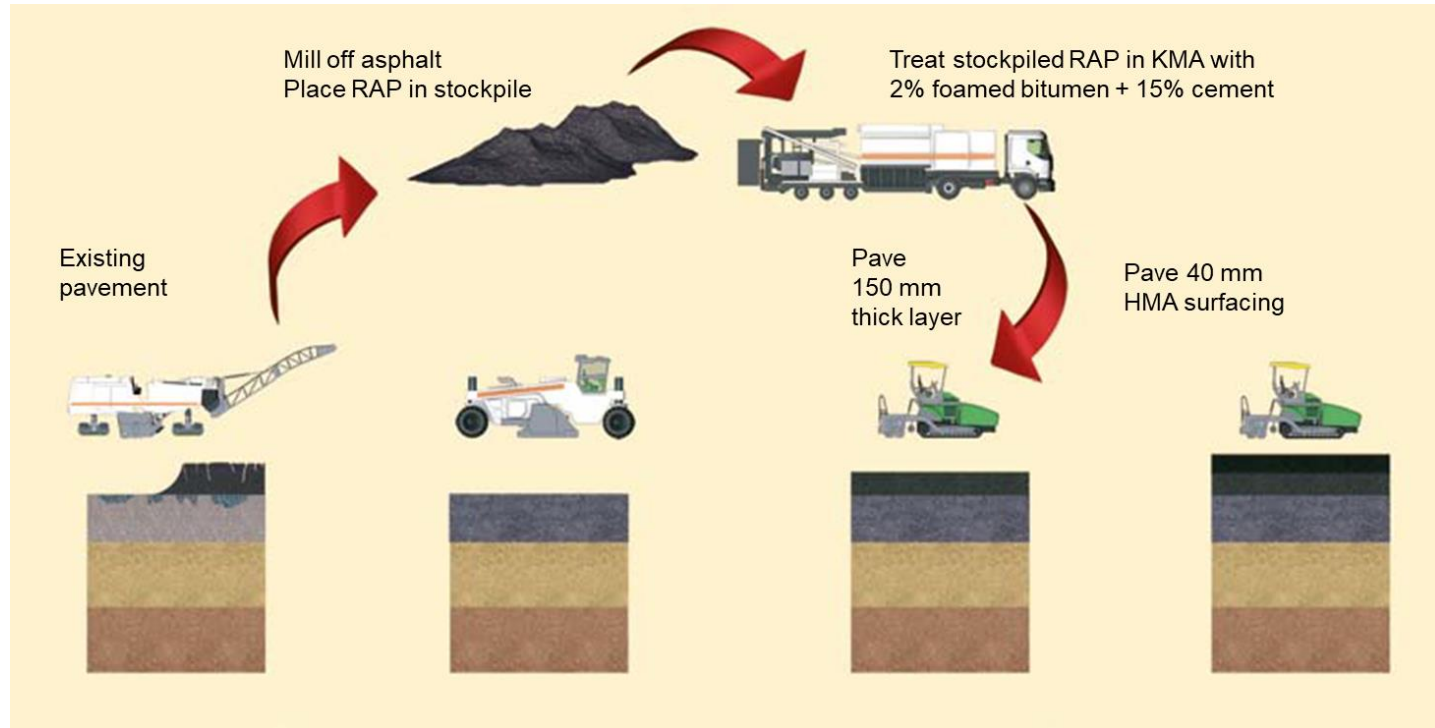 Mill off asphalt
Place RAP in stockpile
Treat stockpiled RAP in KMA with
2% foamed bitumen + 15% cement
Existing
pavement
Pave
150 mm
thick layer
Pave 40 mm
HMA surfacing